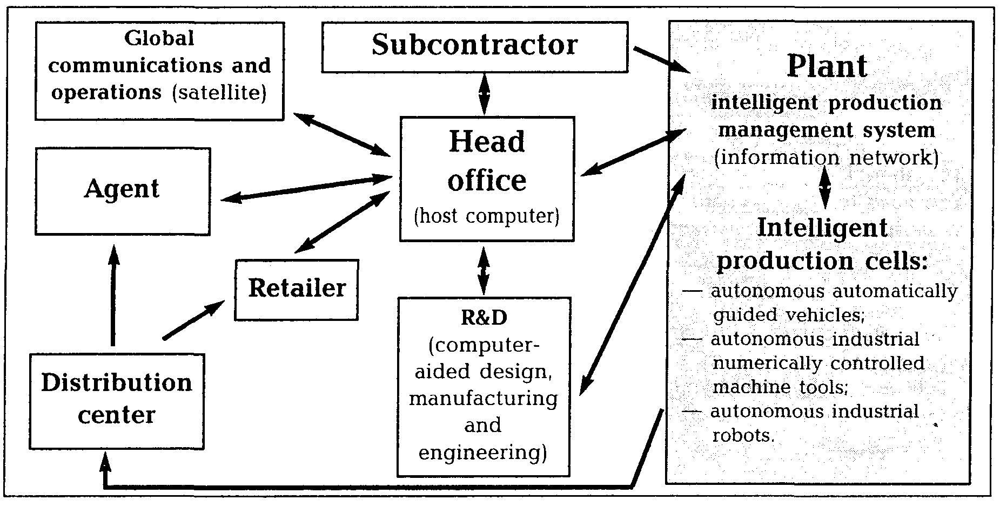 Global
communications and
operations (satellite)
Subcontractor
Plant
intelligent production
management system
(information network)
Head
office
(host computer)
Agent
Intelligent
production cells:
— autonomous automatically
guided vehicles;
— autonomous industrial
numerically controlled
machine tools;
— autonomous industrial
robots.
Retailer
R&D
(computer-
aided design,
manufacturing
and
engineering)
Distribution
center